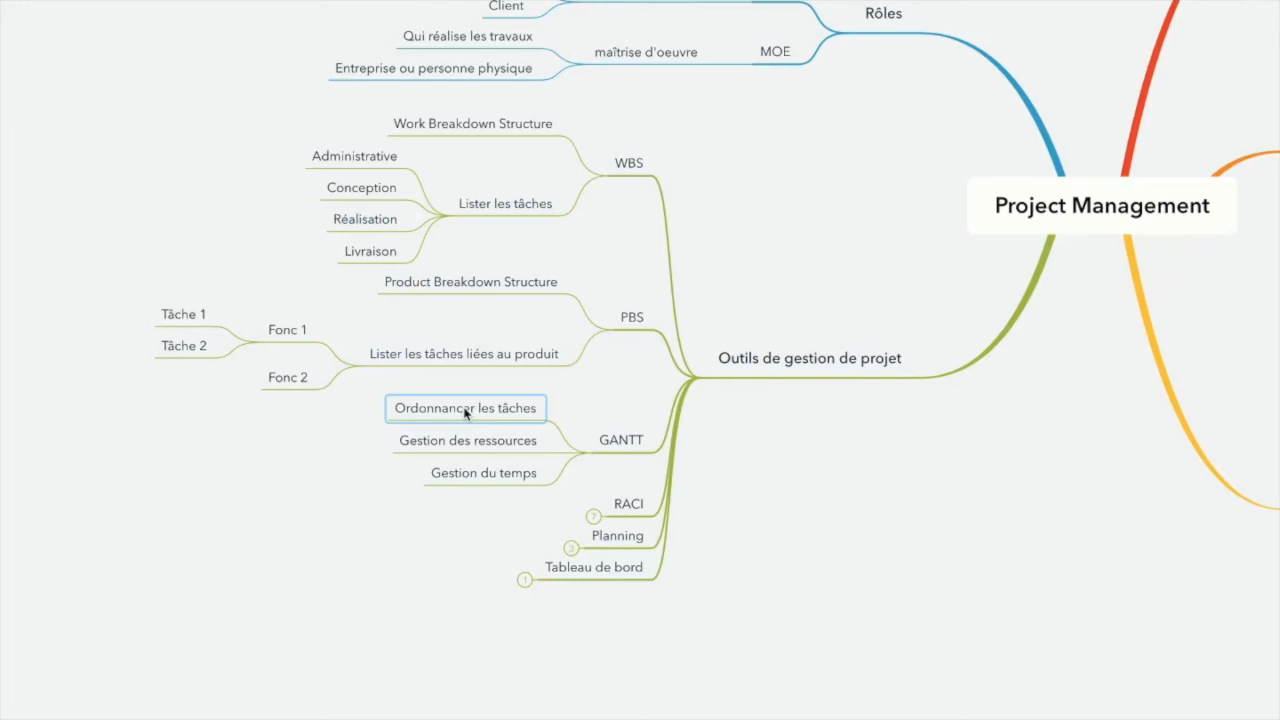 Client
Rôles
Qui réalise les travaux
maîtrise d'oeuvre
MOE
Entreprise ou personne physique
Work Breakdown Structure
WBS
Administrative
Conception
Lister les tâches
Réalisation
Livraison
Project Management
Product Breakdown Structure
PBS
Tâche 1
Fonc 1
Tâche 2
Lister les tâches liées au produit
Fonc 2
Outils de gestion de projet
Ordonnancer les tâches
Gestion des ressources
GANTT
Gestion du temps
RACI
7
Planning
3
Tableau de bord
1